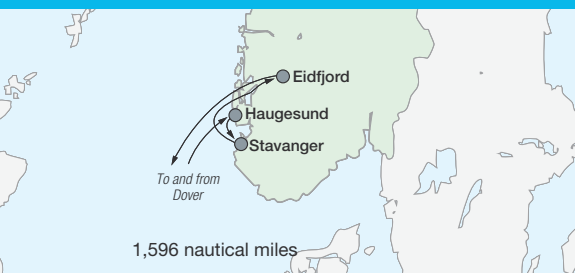 Eidfjord
Haugesund
Stavanger
To and from
Dover
1,596 nautical miles